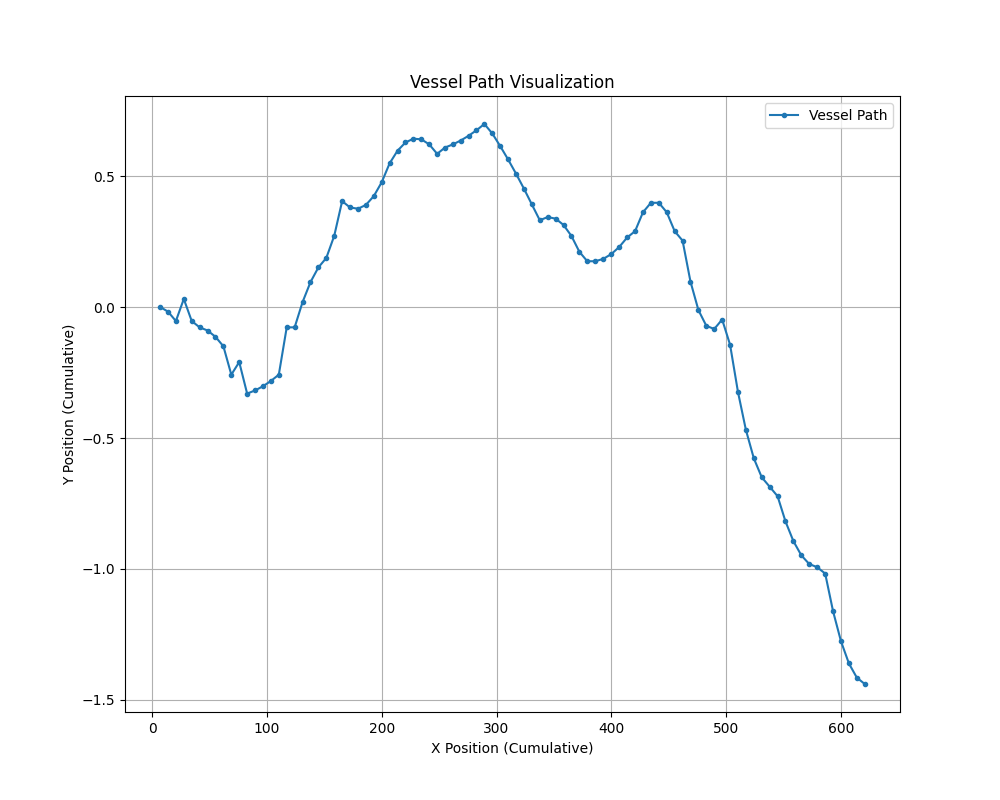 Vessel Path Visualization
Vessel Path
Y Position (Cumulative)
0.5
0.0
−0.5
−1.0
−1.5
0 100 200 300 400 500 600
X Position (Cumulative)